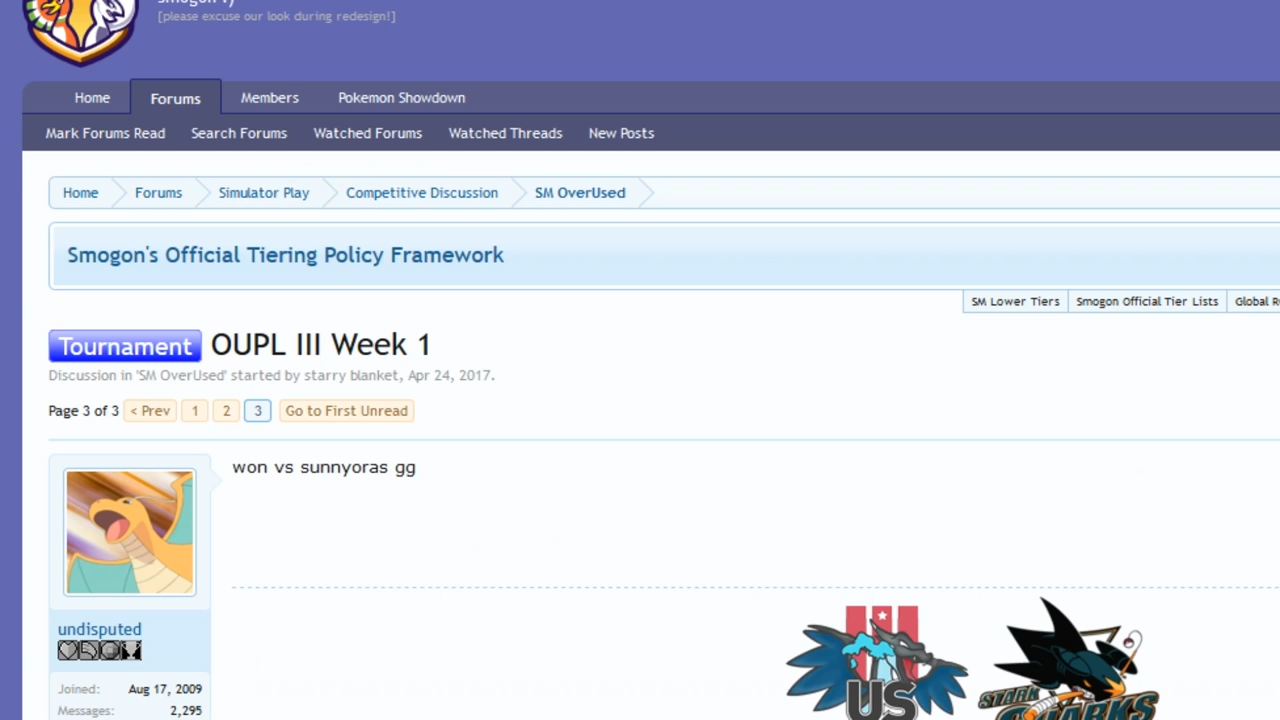 [please excuse our look during redesign!]
Home Forums Members Pokemon Showdown
Mark Forums Read Search Forums Watched Forums Watched Threads New Posts
Home Forums Simulator Play Competitive Discussion SM OverUsed
Smogon's Official Tiering Policy Framework
SM Lower Tiers Smogon Official Tier Lists Global
Tournament OUPL III Week 1
Discussion in 'SM OverUsed' started by starry blanket, Apr 24, 2017.
Page 3 of 3 < Prev 1 2 3 Go to First Unread
won vs sunnyoras gg
undisputed
Joined: Aug 17, 2009
Messages: 2,295
US
STARK
SHARKS